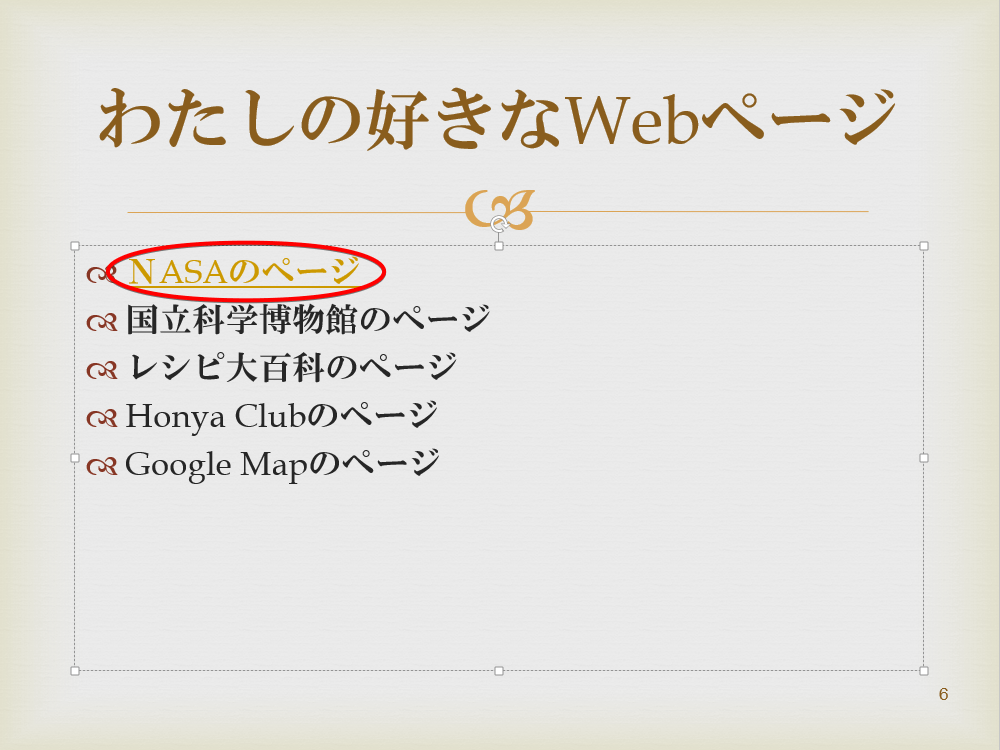 わたしの好きなWebページ
NASAのページ
国立科学博物館のページ
レシピ大百科のページ
Honya Clubのページ
Google Mapのページ
6